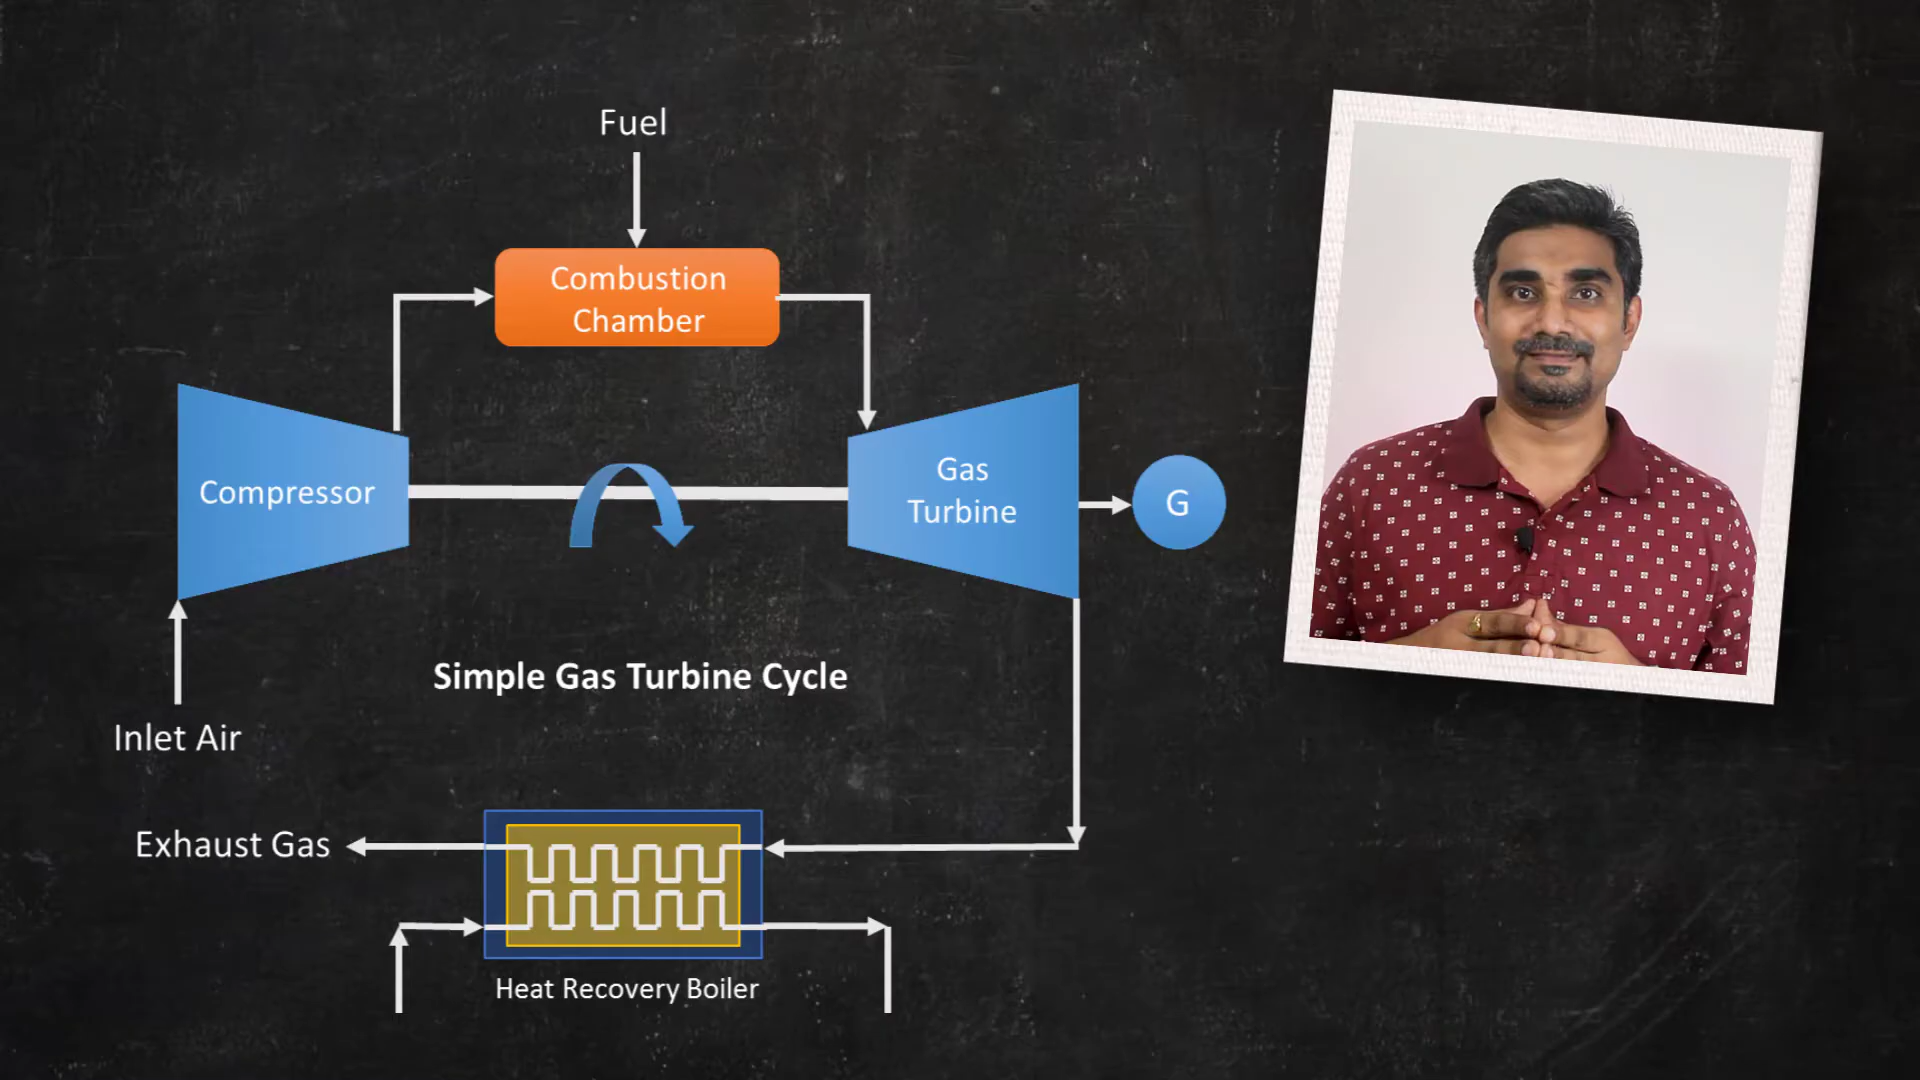 Fuel
Combustion
Chamber
Compressor
Gas
Turbine
G
Simple Gas Turbine Cycle
Inlet Air
Exhaust Gas
Heat Recovery Boiler